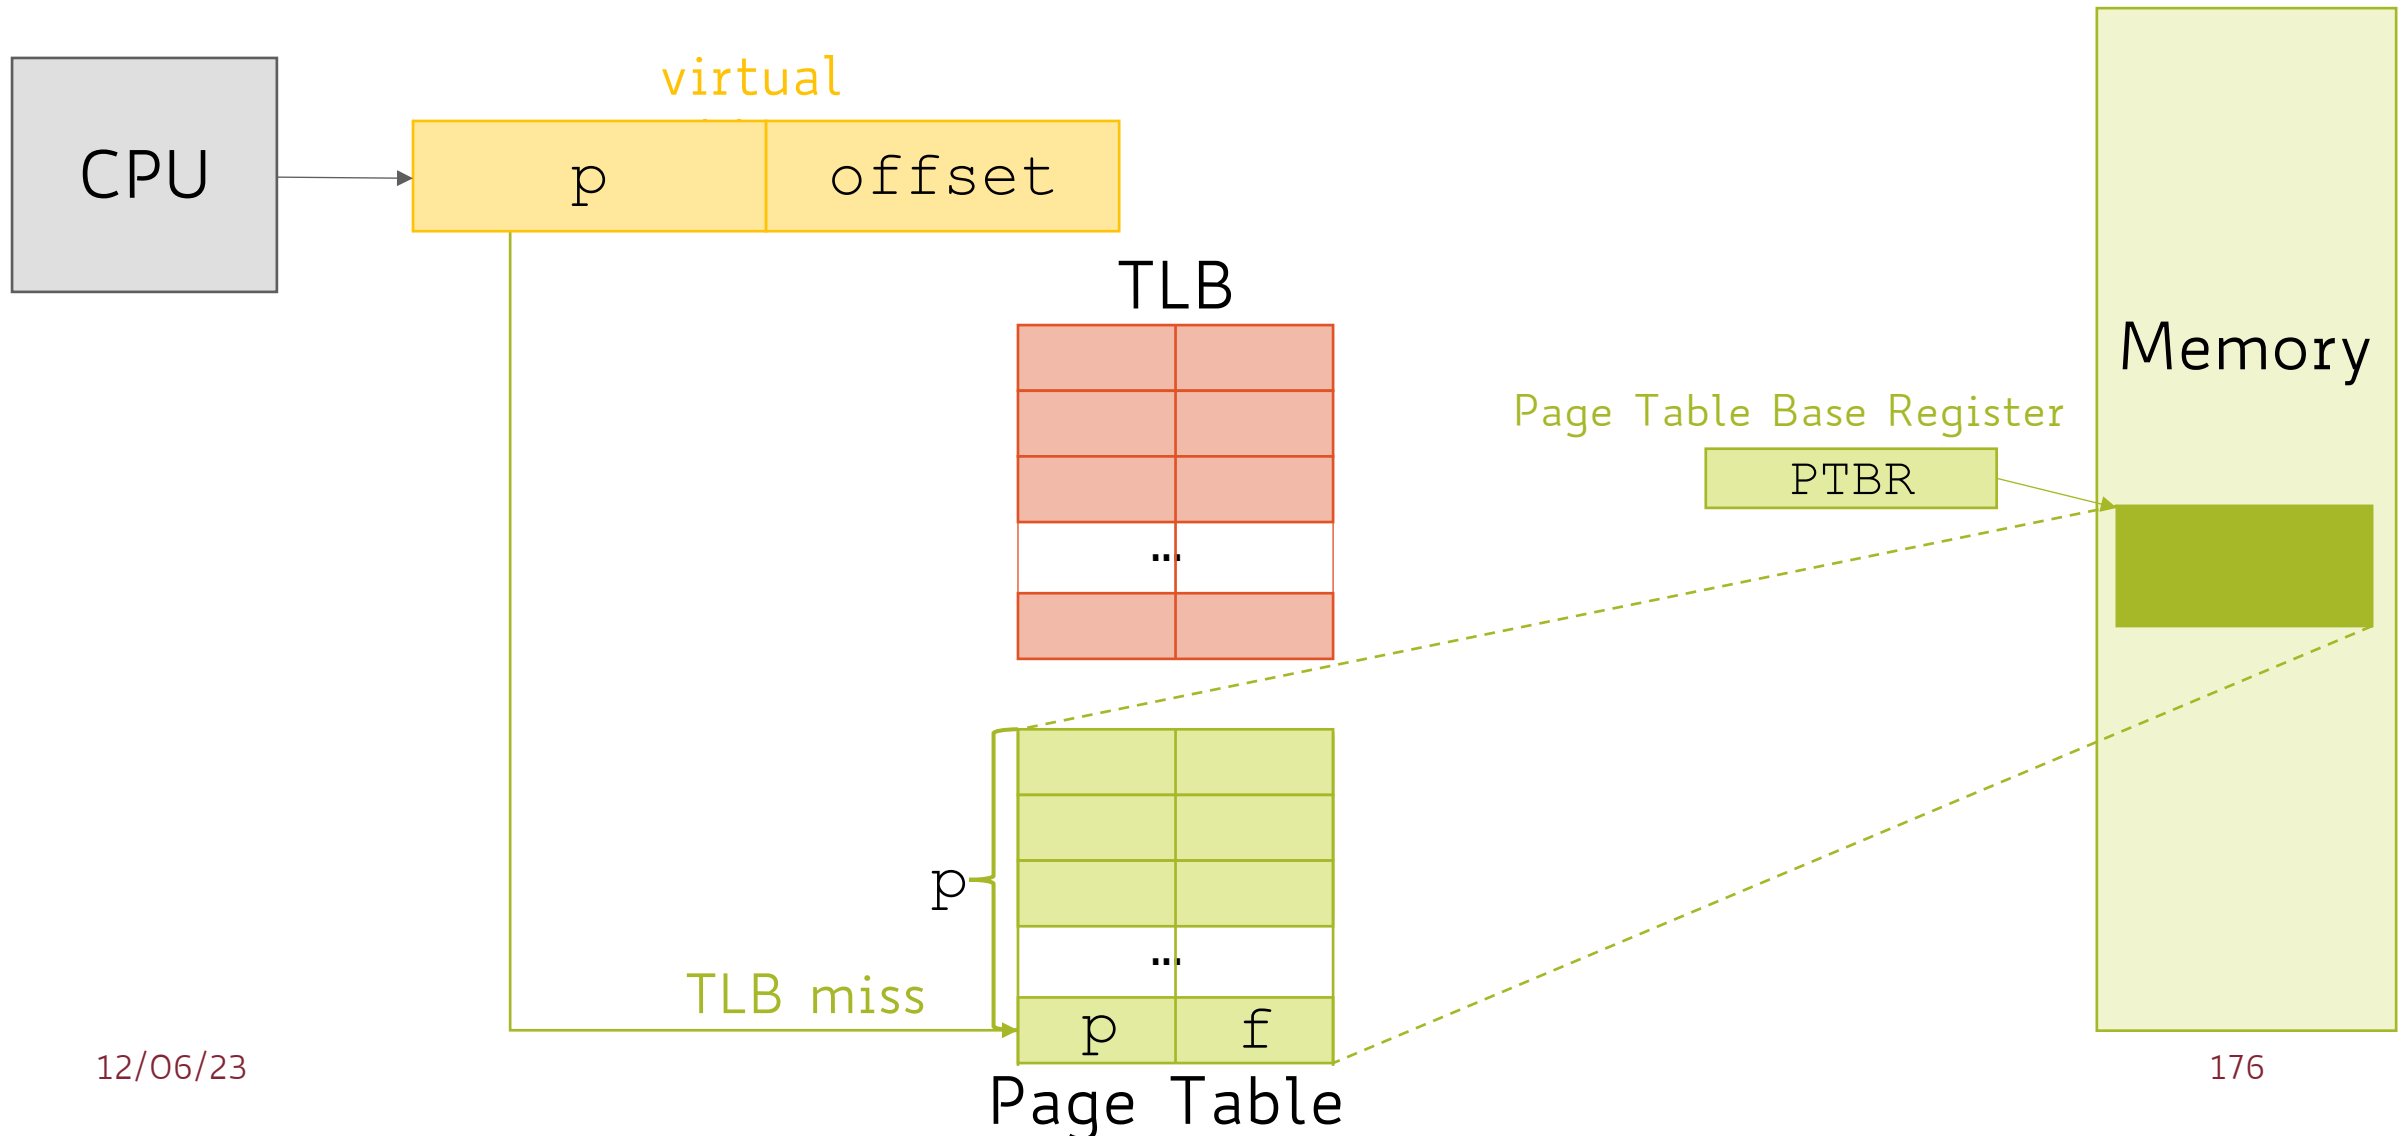 virtual
CPU
p
offset
TLB
Memory
Page Table Base Register
PTBR
…
p
…
TLB miss
p
f
12/06/23
176
Page Table